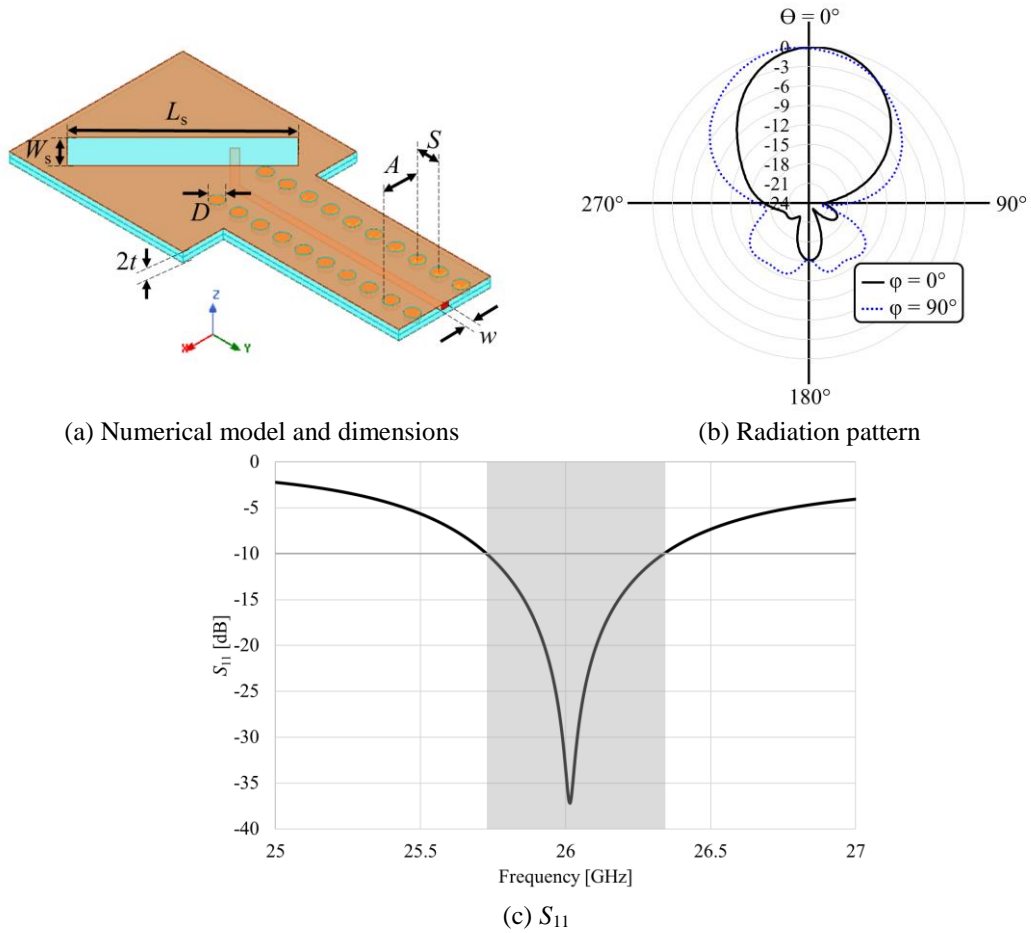 Lₛ
Wₛ
S
A
D
2t
w
Z
X
Y
(a) Numerical model and dimensions
Ɵ = 0°
0
-3
-6
-9
-12
-15
-18
-21
-24
270°
90°
φ = 0°
φ = 90°
180°
(b) Radiation pattern
0
-5
-10
-15
-20
-25
-30
-35
-40
S₁₁ [dB]
25
25.5
26
26.5
27
Frequency [GHz]
(c) S₁₁